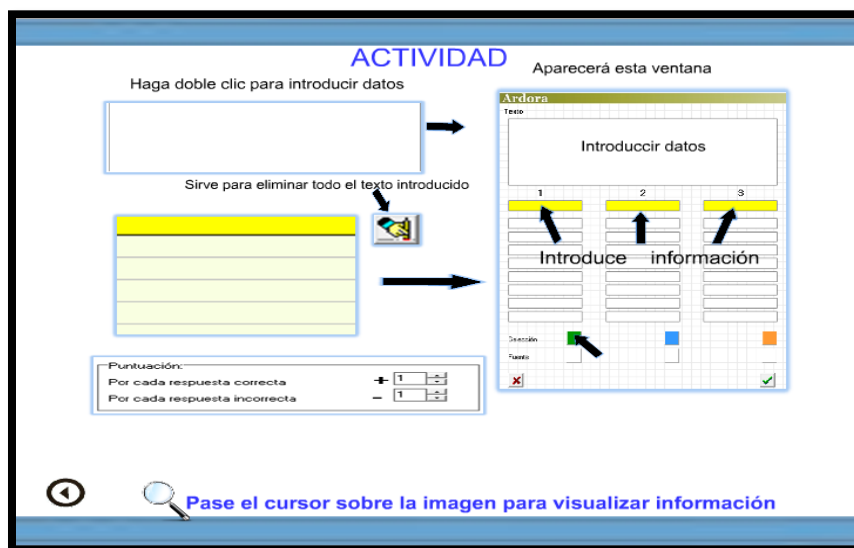 ACTIVIDAD
Haga doble clic para introducir datos
Aparecerá esta ventana
Ardora
Texto
Introduccir datos
Sirve para eliminar todo el texto introducido
1 2 3
Introduce información
Selección
Fuente
Puntuación:
Por cada respuesta correcta + 1
Por cada respuesta incorrecta - 1
Pase el cursor sobre la imagen para visualizar información